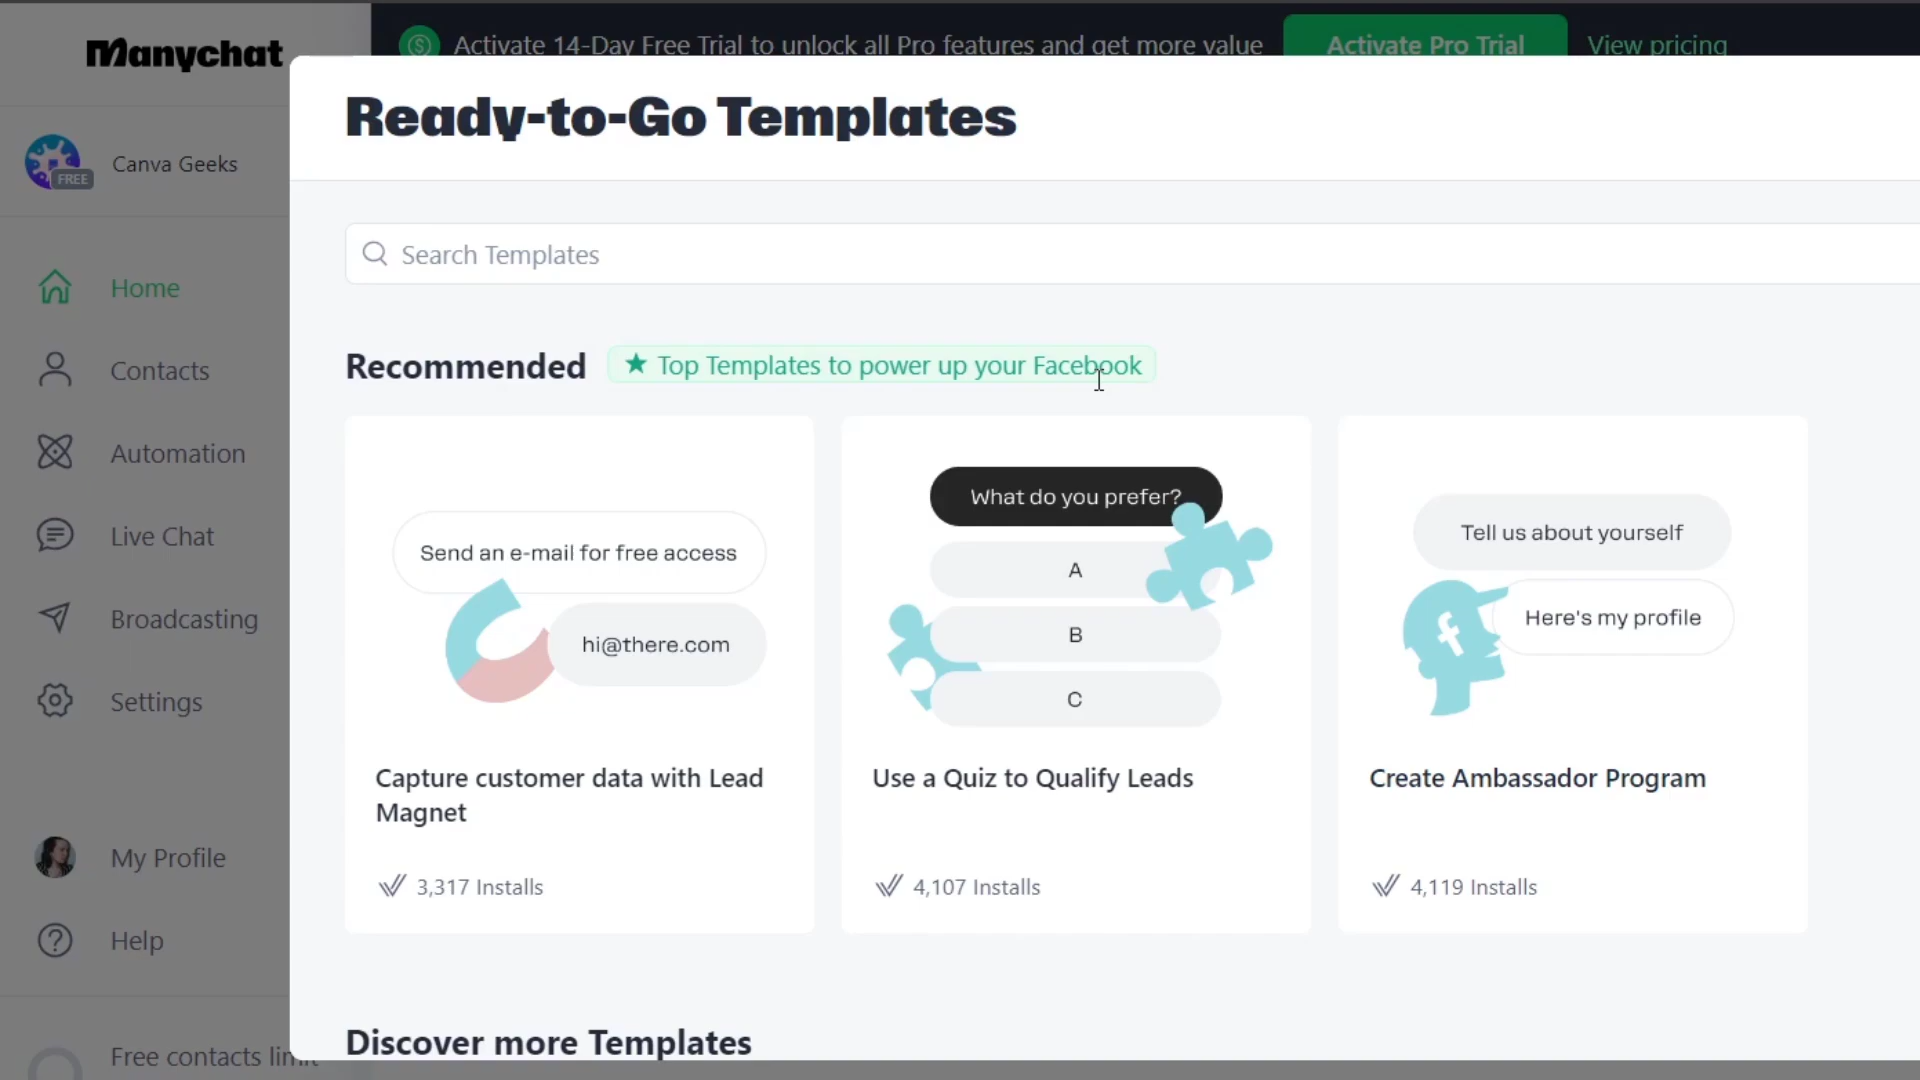 Manychat
Activate 14-Day Free Trial to unlock all Pro features and get more value
Activate Pro Trial
View pricing
FREE
Canva Geeks
Home
Contacts
Automation
Live Chat
Broadcasting
Settings
My Profile
Help
Free contacts limit
Ready-to-Go Templates
Search Templates
Recommended
Top Templates to power up your Facebook
Send an e-mail for free access
hi@there.com
Capture customer data with Lead
Magnet
3,317 Installs
What do you prefer?
A
B
C
Use a Quiz to Qualify Leads
4,107 Installs
Tell us about yourself
Here's my profile
Create Ambassador Program
4,119 Installs
Discover more Templates